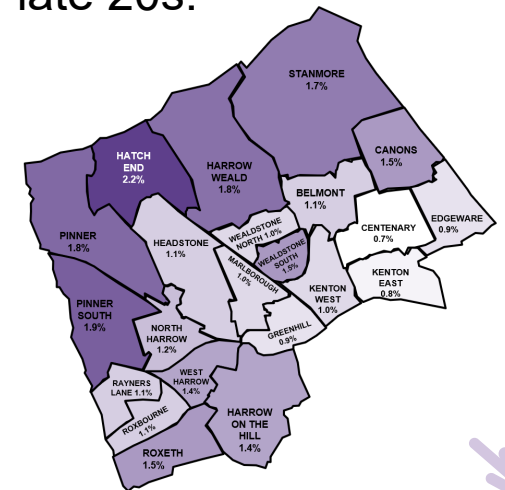 late 20s.
STANMORE
1.7%
CANONS
1.5%
HATCH
END
2.2%
HARROW
WEALD
1.8%
BELMONT
1.1%
EDGEWARE
0.9%
CENTENARY
0.7%
PINNER
1.8%
HEADSTONE
1.1%
WEALDSTONE
NORTH 1.0%
WEALDSTONE
SOUTH
1.5%
MARLBOROUGH
1.0%
KENTON
EAST
0.8%
KENTON
WEST
1.0%
PINNER
SOUTH
1.9%
NORTH
HARROW
1.2%
GREENHILL
0.9%
RAYNERS
LANE 1.1%
WEST
HARROW
1.4%
ROXBOURNE
1.1%
HARROW
ON THE
HILL
1.4%
ROXETH
1.5%